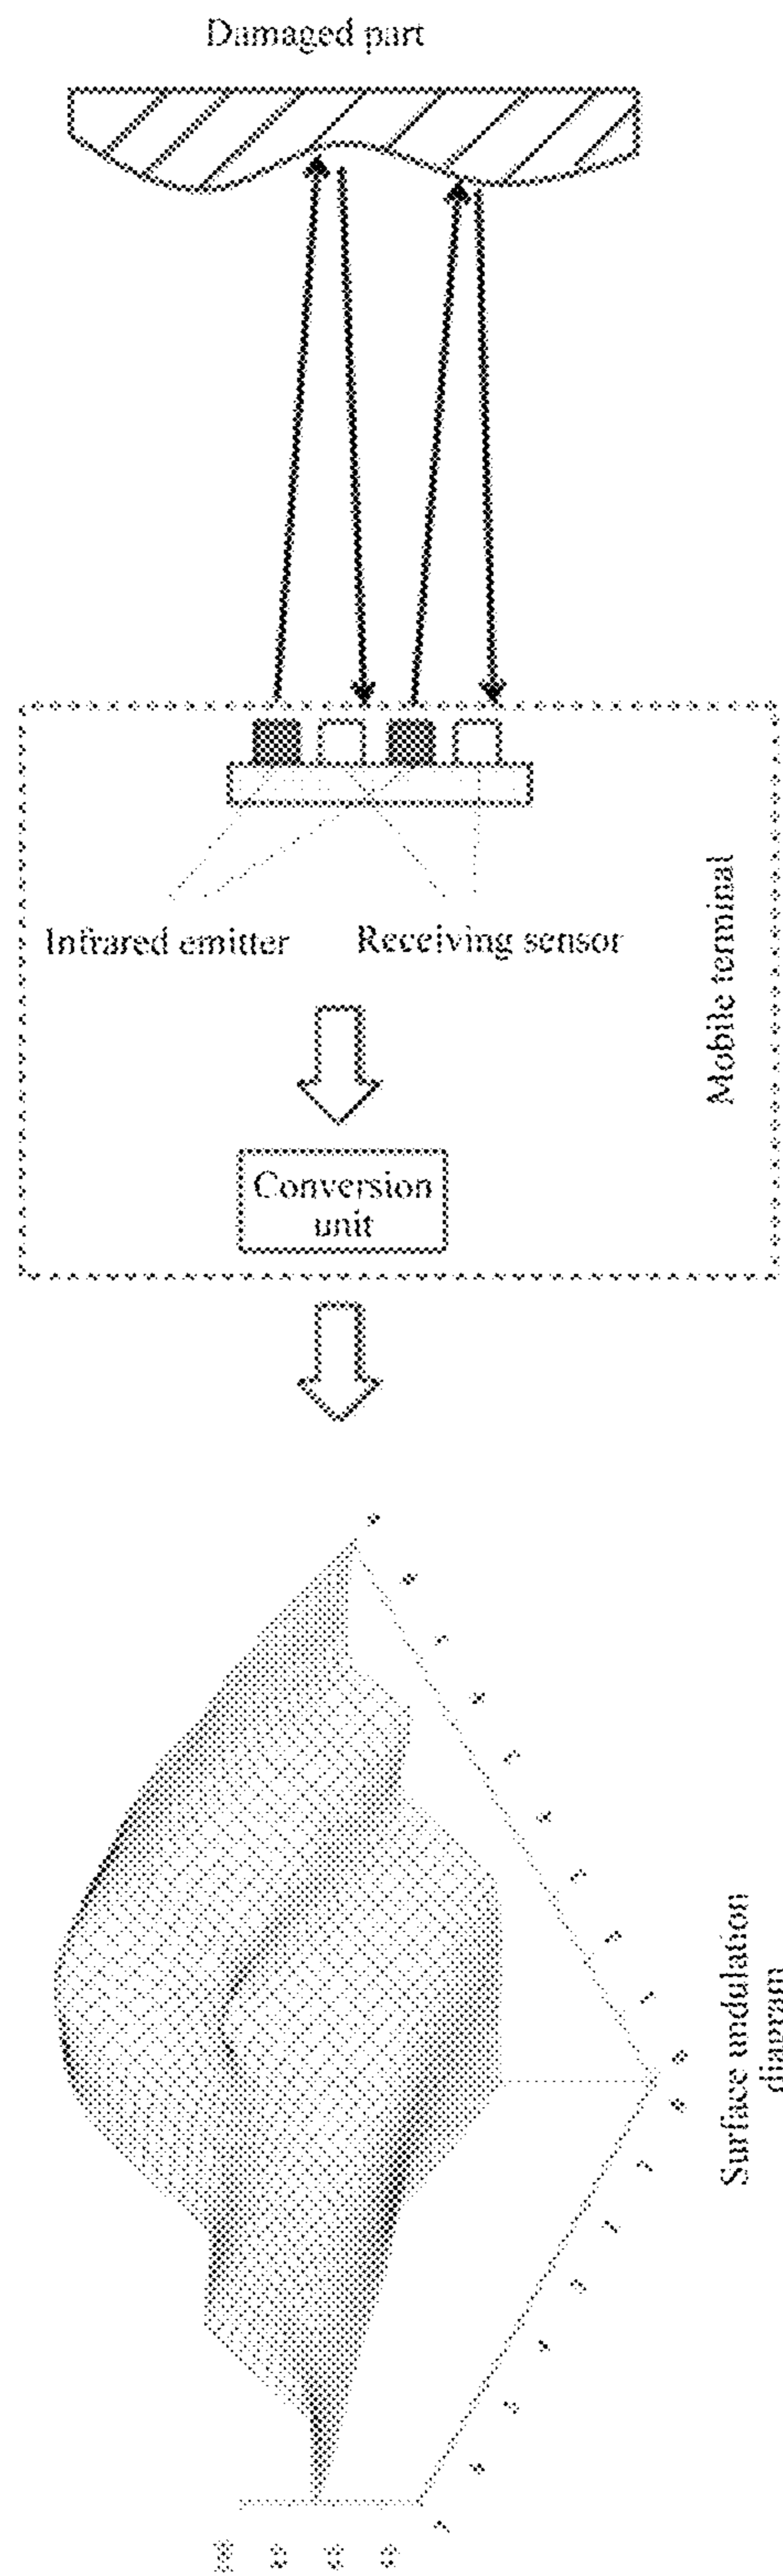 Damaged part
Infrared emitter
Receiving sensor
Mobile terminal
Conversion
unit
Surface undulation
diagram